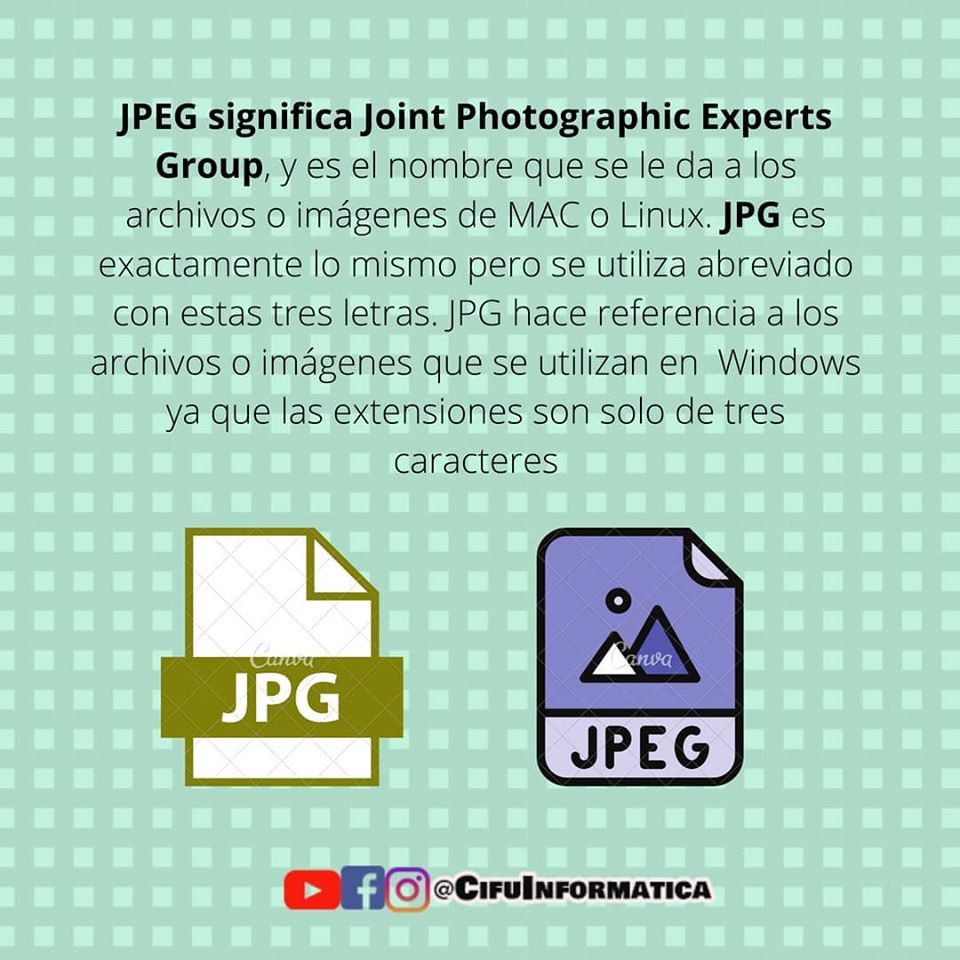 JPEG significa Joint Photographic Experts
Group, y es el nombre que se le da a los
archivos o imágenes de MAC o Linux. JPG es
exactamente lo mismo pero se utiliza abreviado
con estas tres letras. JPG hace referencia a los
archivos o imágenes que se utilizan en  Windows
ya que las extensiones son solo de tres
caracteres
Canva
JPG
Canva
JPEG
@CIFUINFORMATICA